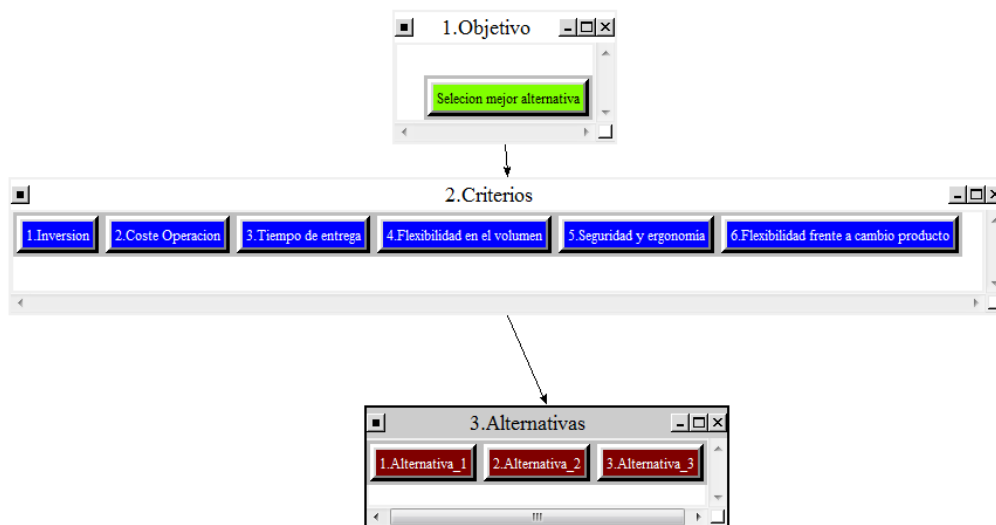 1.Objetivo
Selecion mejor alternativa
2.Criterios
1.Inversion 2.Coste Operacion 3.Tiempo de entrega 4.Flexibilidad en el volumen 5.Seguridad y ergonomia 6.Flexibilidad frente a cambio producto
3.Alternativas
1.Alternativa_1 2.Alternativa_2 3.Alternativa_3